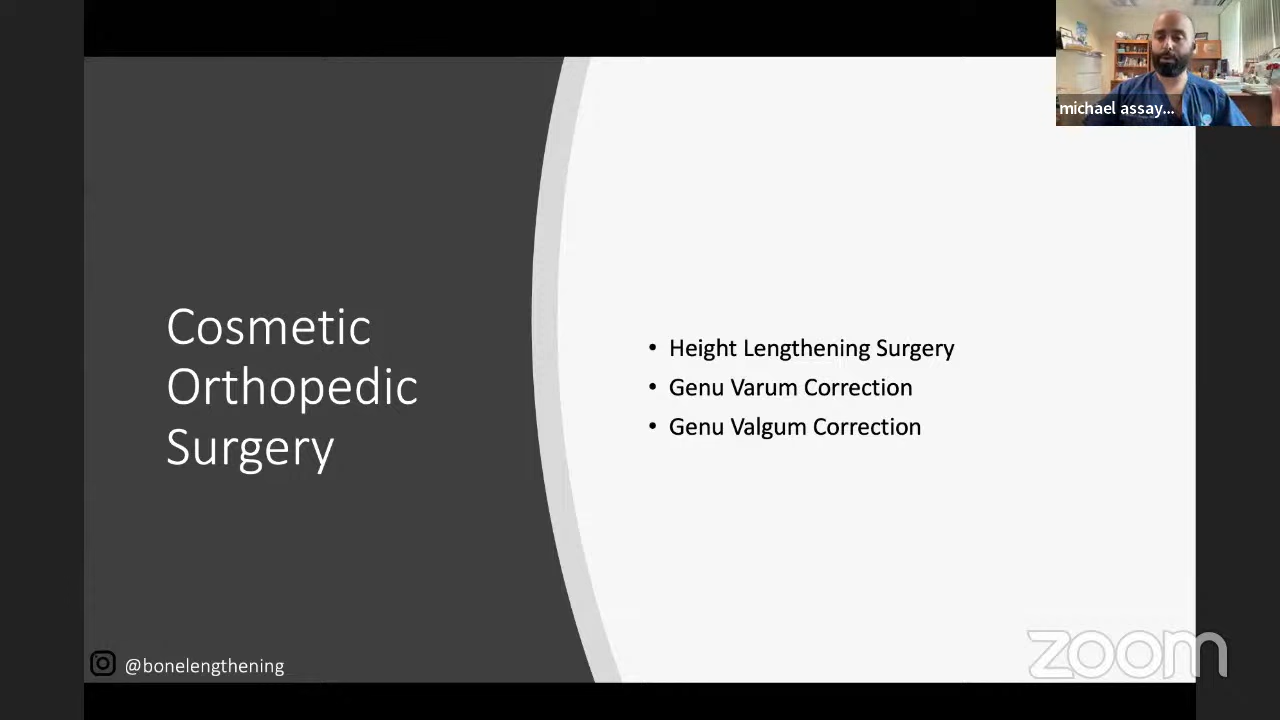 michael assay...
Cosmetic
Orthopedic
Surgery
• Height Lengthening Surgery
• Genu Varum Correction
• Genu Valgum Correction
@bonelengthening
zoom